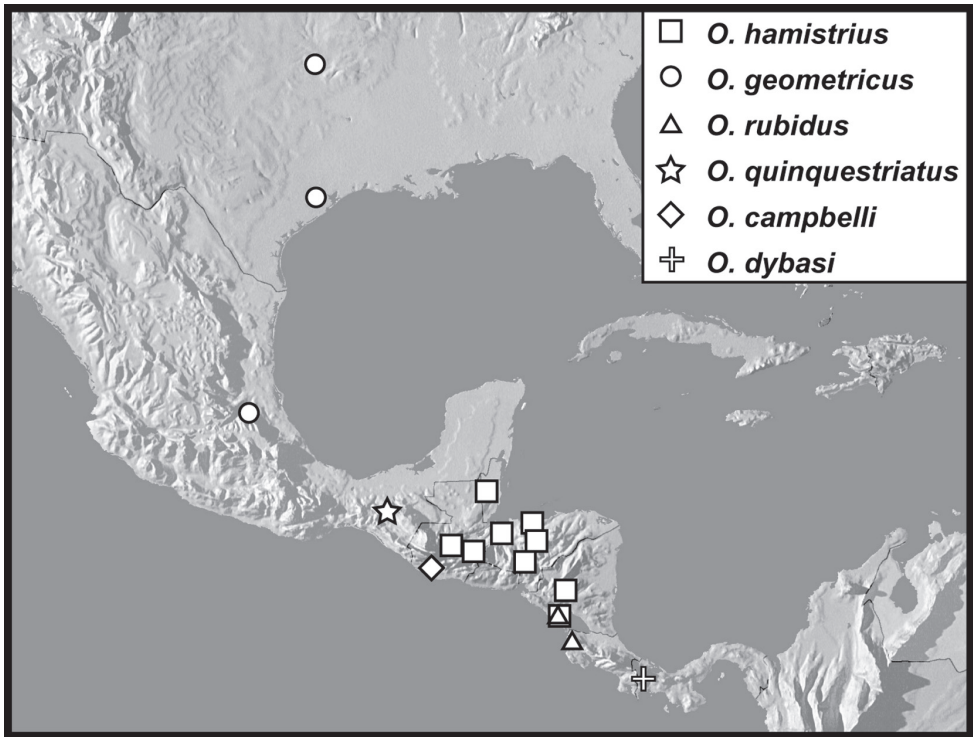 O. hamistrius
O. geometricus
O. rubidus
O. quinquestriatus
O. campbelli
O. dybasi